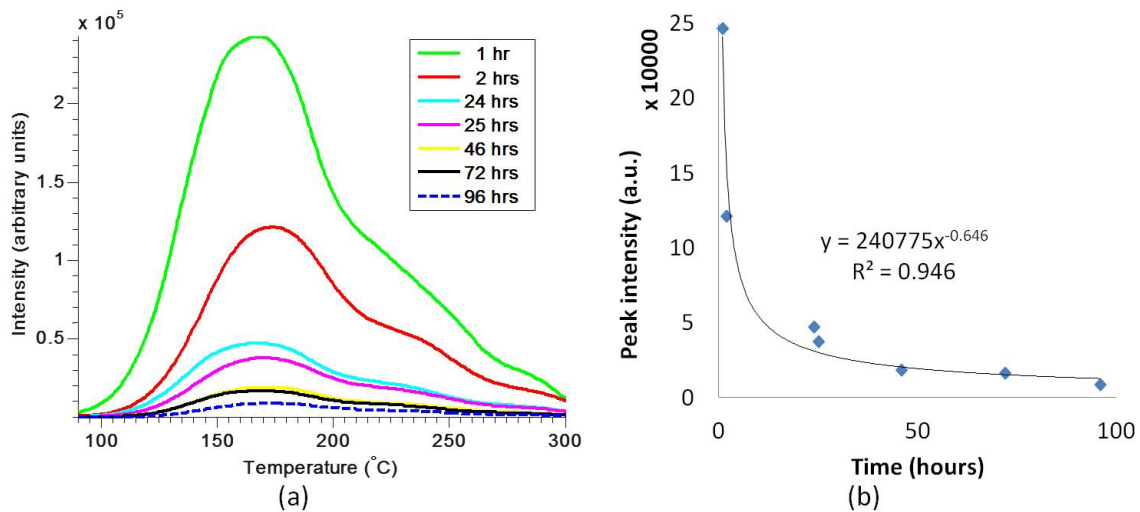 x 10⁵
2
1.5
1
0.5
Intensity (arbitrary units)
100 150 200 250 300
Temperature (°C)
1 hr
2 hrs
24 hrs
25 hrs
46 hrs
72 hrs
96 hrs
(a)
x 10000
Peak intensity (a.u.)
25
20
15
10
5
0
y = 240775x⁻⁰·⁶⁴⁶
R² = 0.946
0 50 100
Time (hours)
(b)